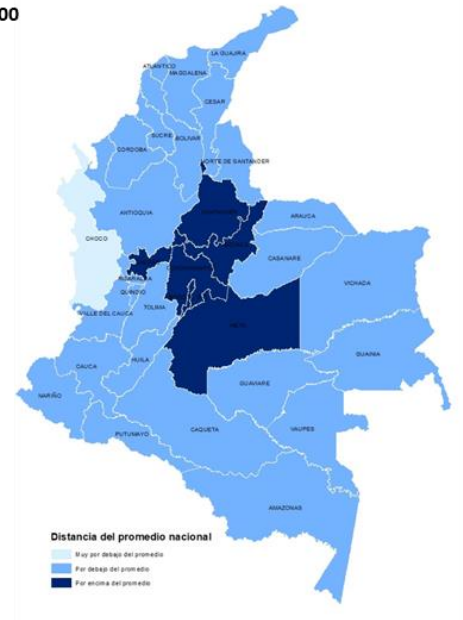 00
LA GUAJIRA
ATLANTICO
MAGDALENA
CESAR
SUCRE
BOLIVAR
CORDOBA
NORTE DE SANTANDER
ANTIOQUIA
ARAUCA
CHOCO
CASANARE
RISARALDA
VICHADA
QUINDIO
TOLIMA
VALLE DEL CAUCA
META
GUAINIA
HUILA
CAUCA
GUAVIARE
NARIÑO
CAQUETA
VAUPES
PUTUMAYO
AMAZONAS
Distancia del promedio nacional
Muy por debajo del promedio
Por debajo del promedio
Por encima del promedio